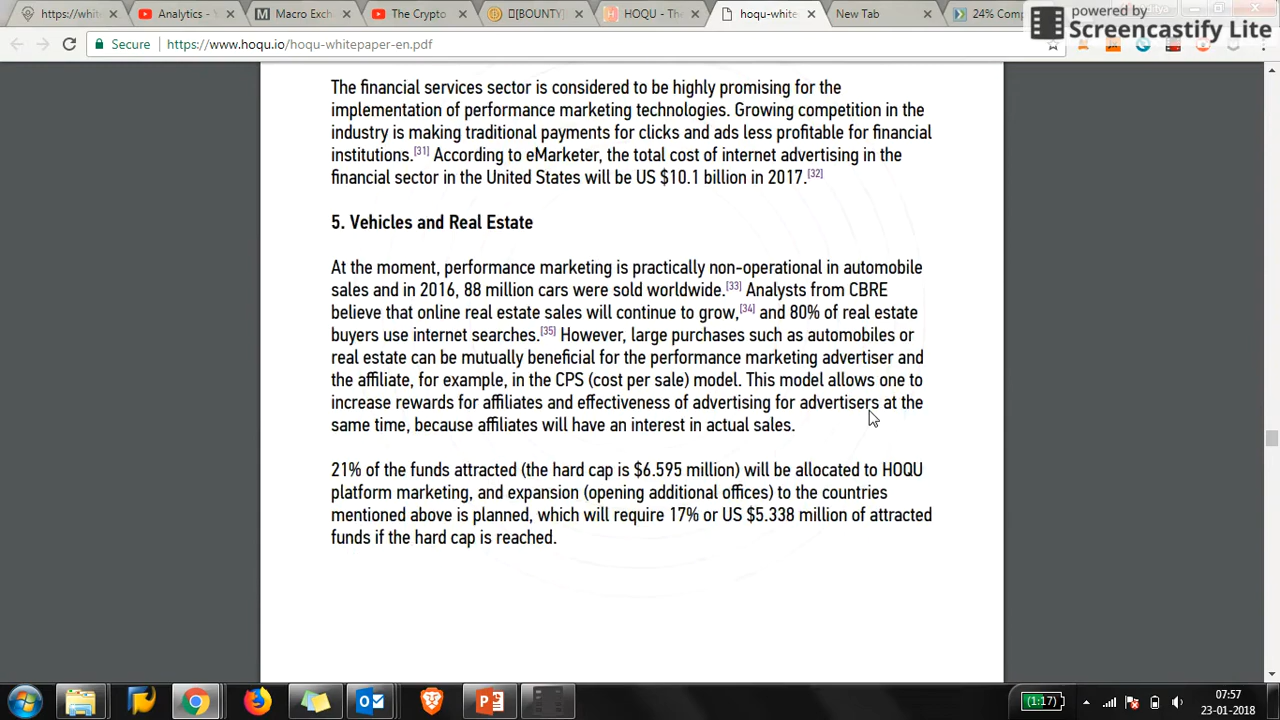 https://whit
Analytics -
Macro Exc
The Crypto
[BOUNTY]
HOQU - The
hoqu-white
New Tab
24% Com
powered by
Screencastify Lite
Secure
https://www.hoqu.io/hoqu-whitepaper-en.pdf
The financial services sector is considered to be highly promising for the
implementation of performance marketing technologies. Growing competition in the
industry is making traditional payments for clicks and ads less profitable for financial
institutions.[31] According to eMarketer, the total cost of internet advertising in the
financial sector in the United States will be US $10.1 billion in 2017.[32]
5. Vehicles and Real Estate
At the moment, performance marketing is practically non-operational in automobile
sales and in 2016, 88 million cars were sold worldwide.[33] Analysts from CBRE
believe that online real estate sales will continue to grow,[34] and 80% of real estate
buyers use internet searches.[35] However, large purchases such as automobiles or
real estate can be mutually beneficial for the performance marketing advertiser and
the affiliate, for example, in the CPS (cost per sale) model. This model allows one to
increase rewards for affiliates and effectiveness of advertising for advertisers at the
same time, because affiliates will have an interest in actual sales.
21% of the funds attracted (the hard cap is $6.595 million) will be allocated to HOQU
platform marketing, and expansion (opening additional offices) to the countries
mentioned above is planned, which will require 17% or US $5.338 million of attracted
funds if the hard cap is reached.
(1:17)
07:57
23-01-2018